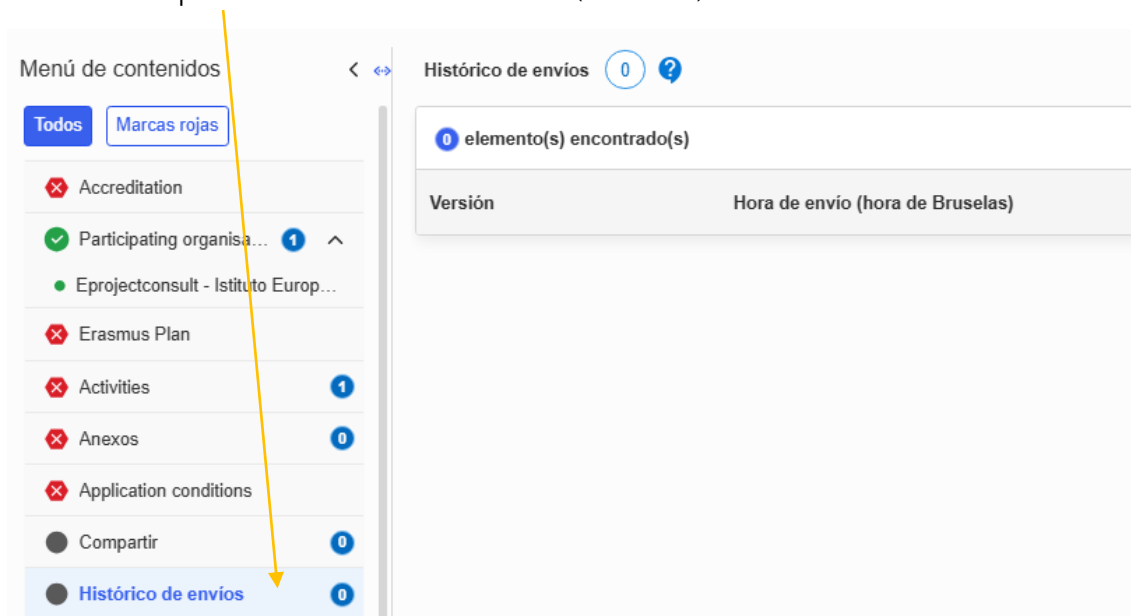 Menú de contenidos
Todos
Marcas rojas
Accreditation
Participating organisa... 1
Eprojectconsult - Istituto Europ...
Erasmus Plan
Activities 1
Anexos 0
Application conditions
Compartir 0
Histórico de envíos 0
Histórico de envíos 0 ?
0 elemento(s) encontrado(s)
Versión
Hora de envío (hora de Bruselas)